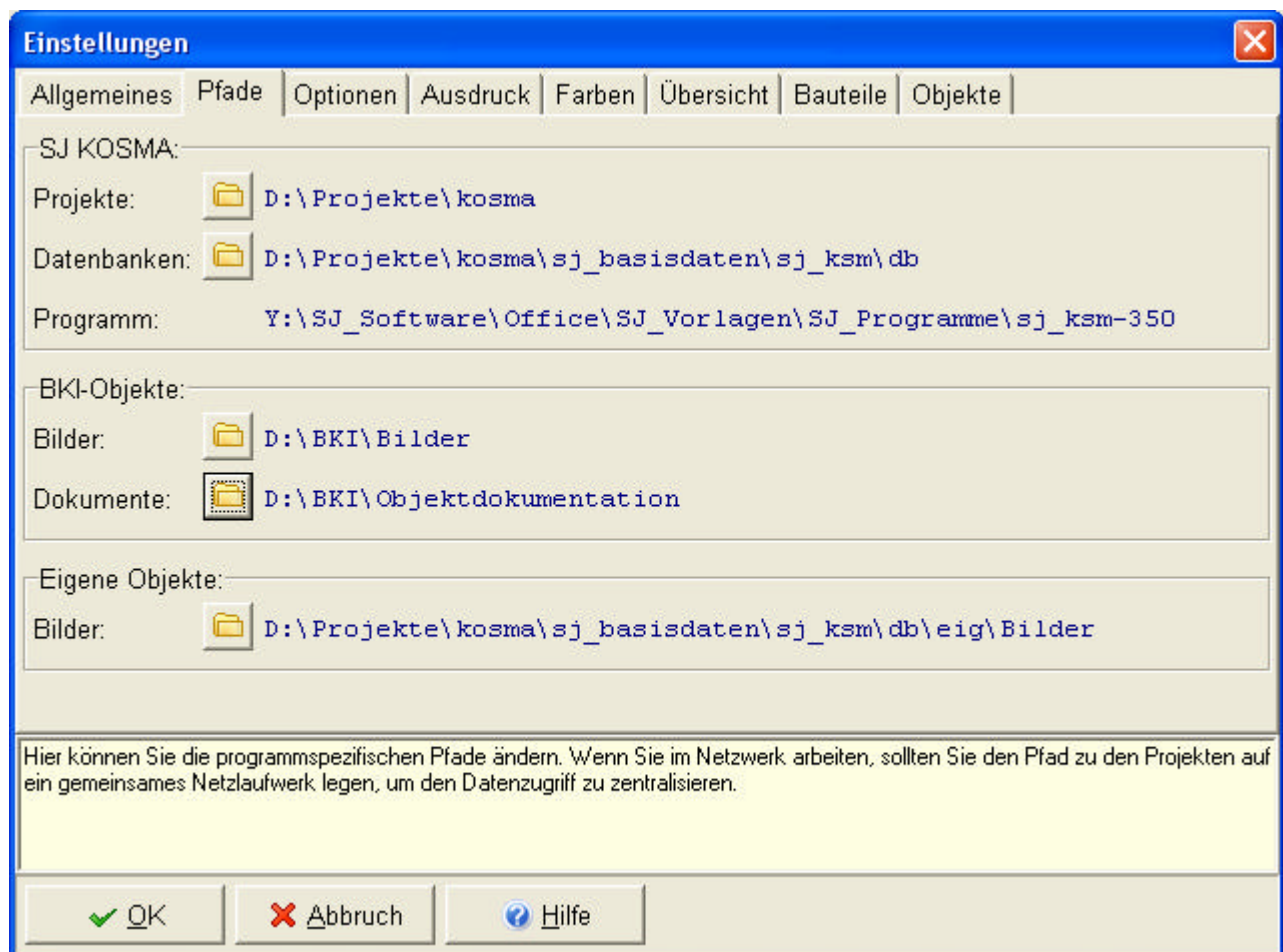 Einstellungen
Allgemeines Pfade Optionen Ausdruck Farben Übersicht Bauteile Objekte
SJ KOSMA:
Projekte: D:\Projekte\kosma
Datenbanken: D:\Projekte\kosma\sj_basisdaten\sj_ksm\db
Programm: Y:\SJ_Software\Office\SJ_Vorlagen\SJ_Programme\sj_ksm-350
BKI-Objekte:
Bilder: D:\BKI\Bilder
Dokumente: D:\BKI\Objektdokumentation
Eigene Objekte:
Bilder: D:\Projekte\kosma\sj_basisdaten\sj_ksm\db\eig\Bilder
Hier können Sie die programmspezifischen Pfade ändern. Wenn Sie im Netzwerk arbeiten, sollten Sie den Pfad zu den Projekten auf
ein gemeinsames Netzlaufwerk legen, um den Datenzugriff zu zentralisieren.
OK Abbruch Hilfe